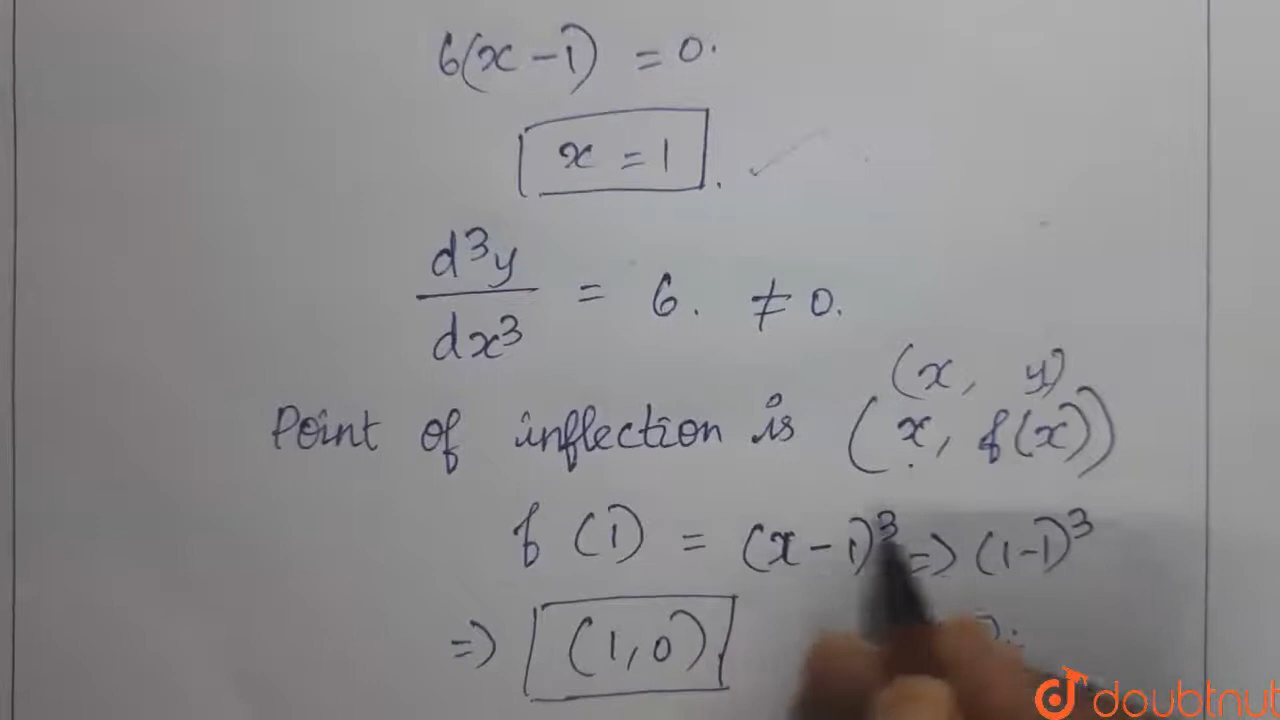 6(x-1) = 0.
x = 1.
d³y/dx³ = 6. ≠ 0.
(x, y)
Point of inflection is (x, f(x))
f(1) = (x-1)³ => (1-1)³
=> (1,0)
doubtnut